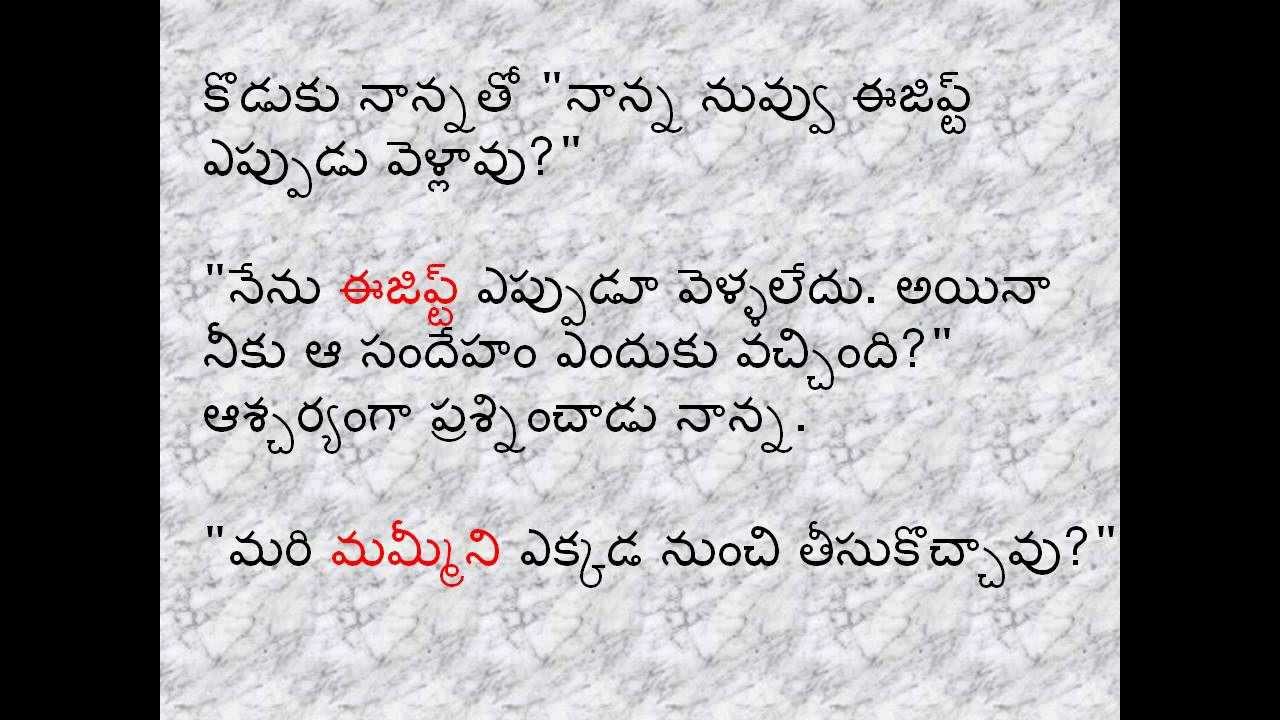 కొడుకు నాన్నతో "నాన్న నువ్వు ఈజిప్ట్
ఎప్పుడు వెళ్లావు?"
"నేను ఈజిప్ట్ ఎప్పుడూ వెళ్ళలేదు. అయినా
నీకు ఆ సందేహం ఎందుకు వచ్చింది?"
ఆశ్చర్యంగా ప్రశ్నించాడు నాన్న.
"మరి మమ్మీని ఎక్కడ నుంచి తీసుకొచ్చావు?"